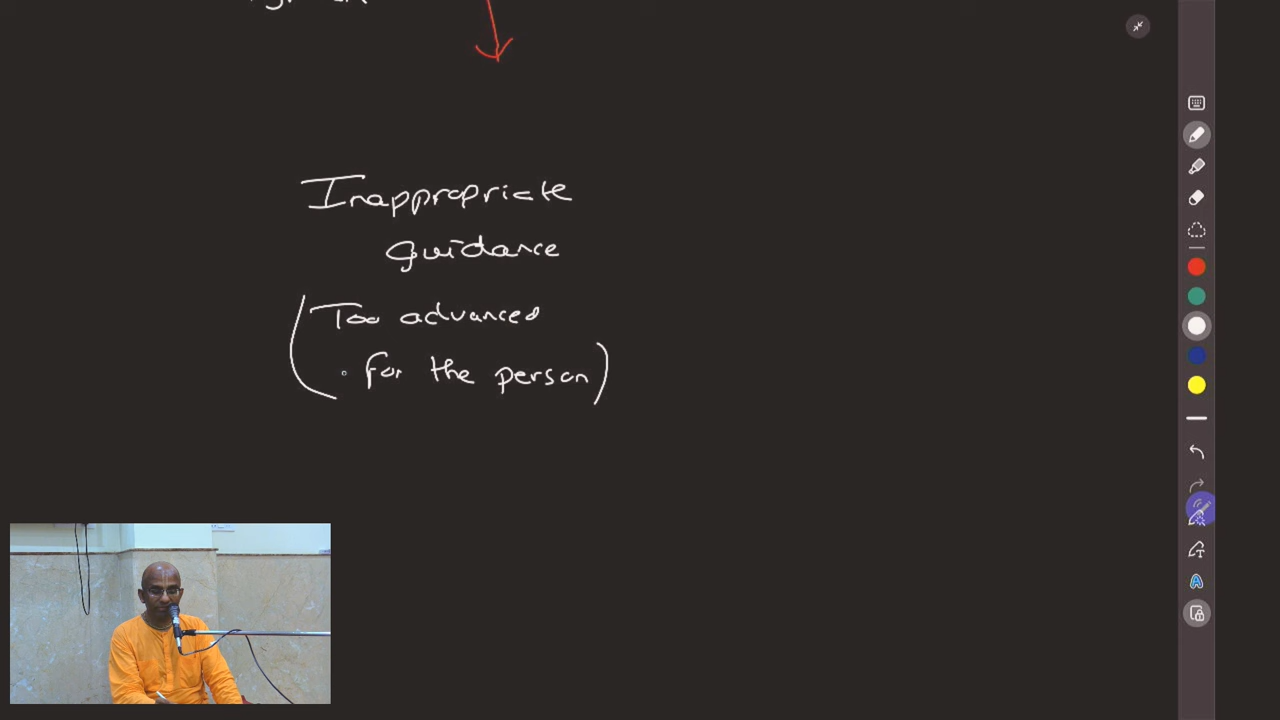 Inappropriate
guidance
(Too advanced
for the person)